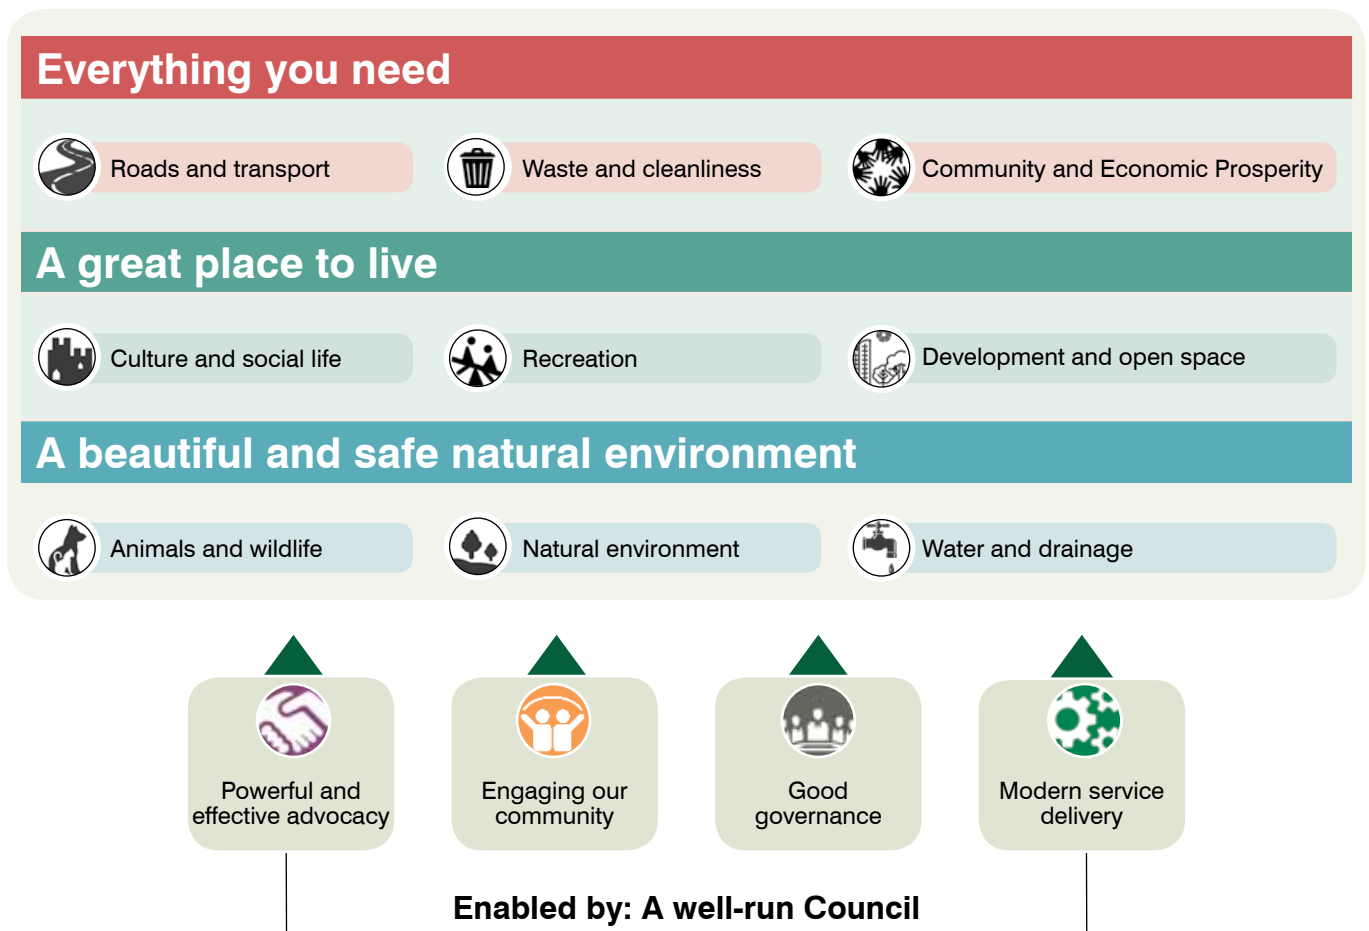 Everything you need
Roads and transport
Waste and cleanliness
Community and Economic Prosperity
A great place to live
Culture and social life
Recreation
Development and open space
A beautiful and safe natural environment
Animals and wildlife
Natural environment
Water and drainage
Powerful and
effective advocacy
Engaging our
community
Good
governance
Modern service
delivery
Enabled by: A well-run Council